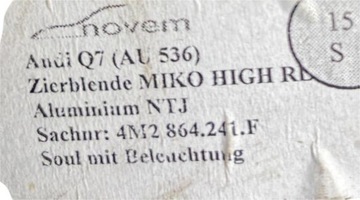 novem
15
S
Audi Q7 (AU 536)
Zierblende MIKO HIGH
Aluminium NTJ
Sachnr: 4M2 864.241.F
Soul mit Beleuchtung